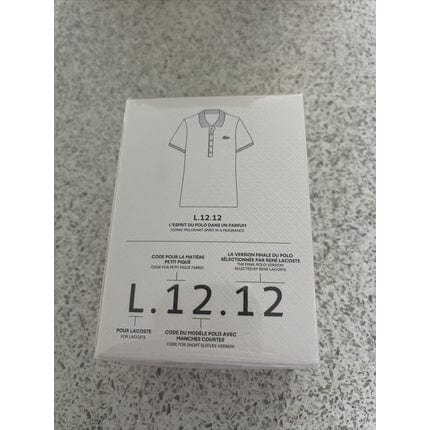 L.12.12
L'ESPRIT DU POLO DANS UN PARFUM
ICONIC POLOSHIRT SPIRIT IN A FRAGRANCE
CODE POUR LA MATIÈRE
PETIT PIQUÉ
CODE FOR PETIT PIQUÉ FABRIC
LA VERSION FINALE DU POLO
SÉLECTIONNÉE PAR RENÉ LACOSTE
THE FINAL POLO VERSION
SELECTED BY RENÉ LACOSTE
L.12.12
POUR LACOSTE
FOR LACOSTE
CODE DU MODÈLE POLO AVEC
MANCHES COURTES
CODE FOR SHORT SLEEVES VERSION